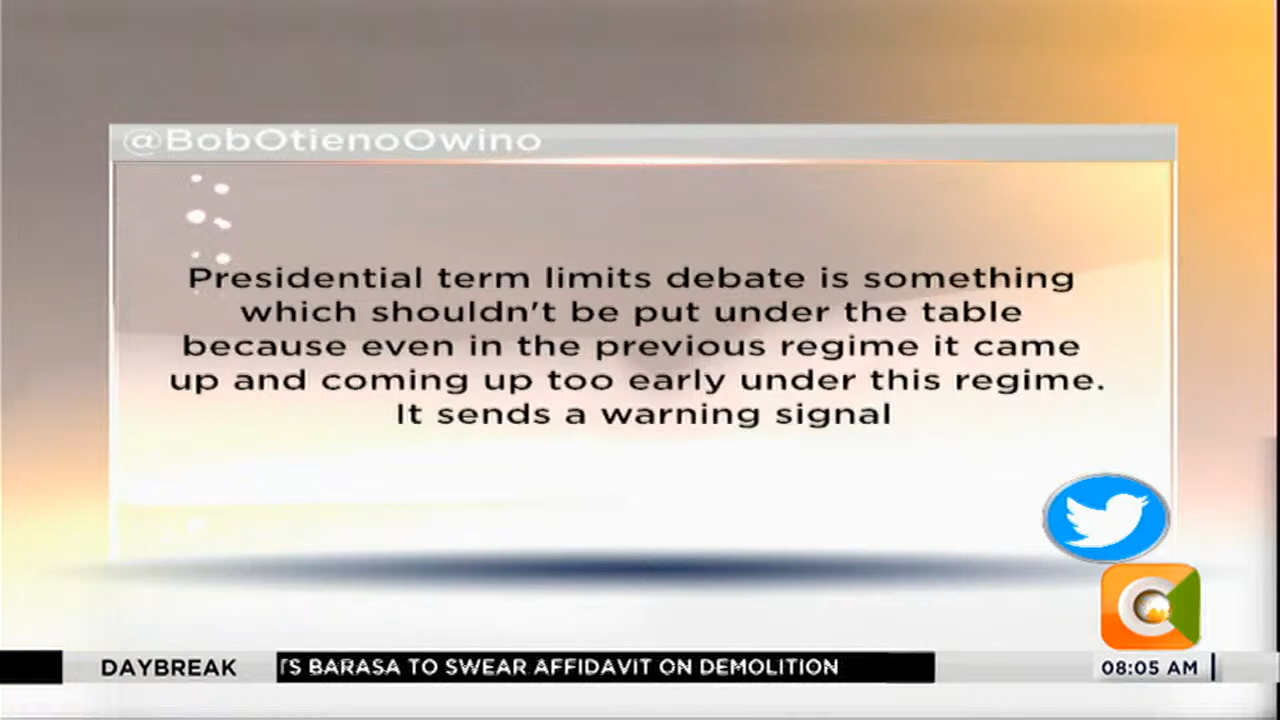 @BobOtienoOwino
Presidential term limits debate is something
which shouldn't be put under the table
because even in the previous regime it came
up and coming up too early under this regime.
It sends a warning signal
DAYBREAK
BARASA TO SWEAR AFFIDAVIT ON DEMOLITION
08:05 AM